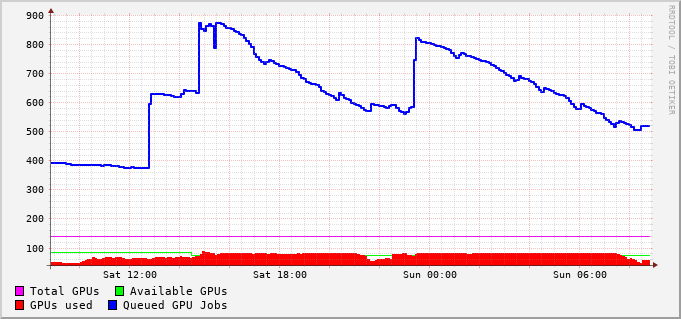 900
800
700
600
500
400
300
200
100
Sat 12:00 Sat 18:00 Sun 00:00 Sun 06:00
Total GPUs Available GPUs
GPUs used Queued GPU Jobs
RRDTOOL / TOBI OETIKER